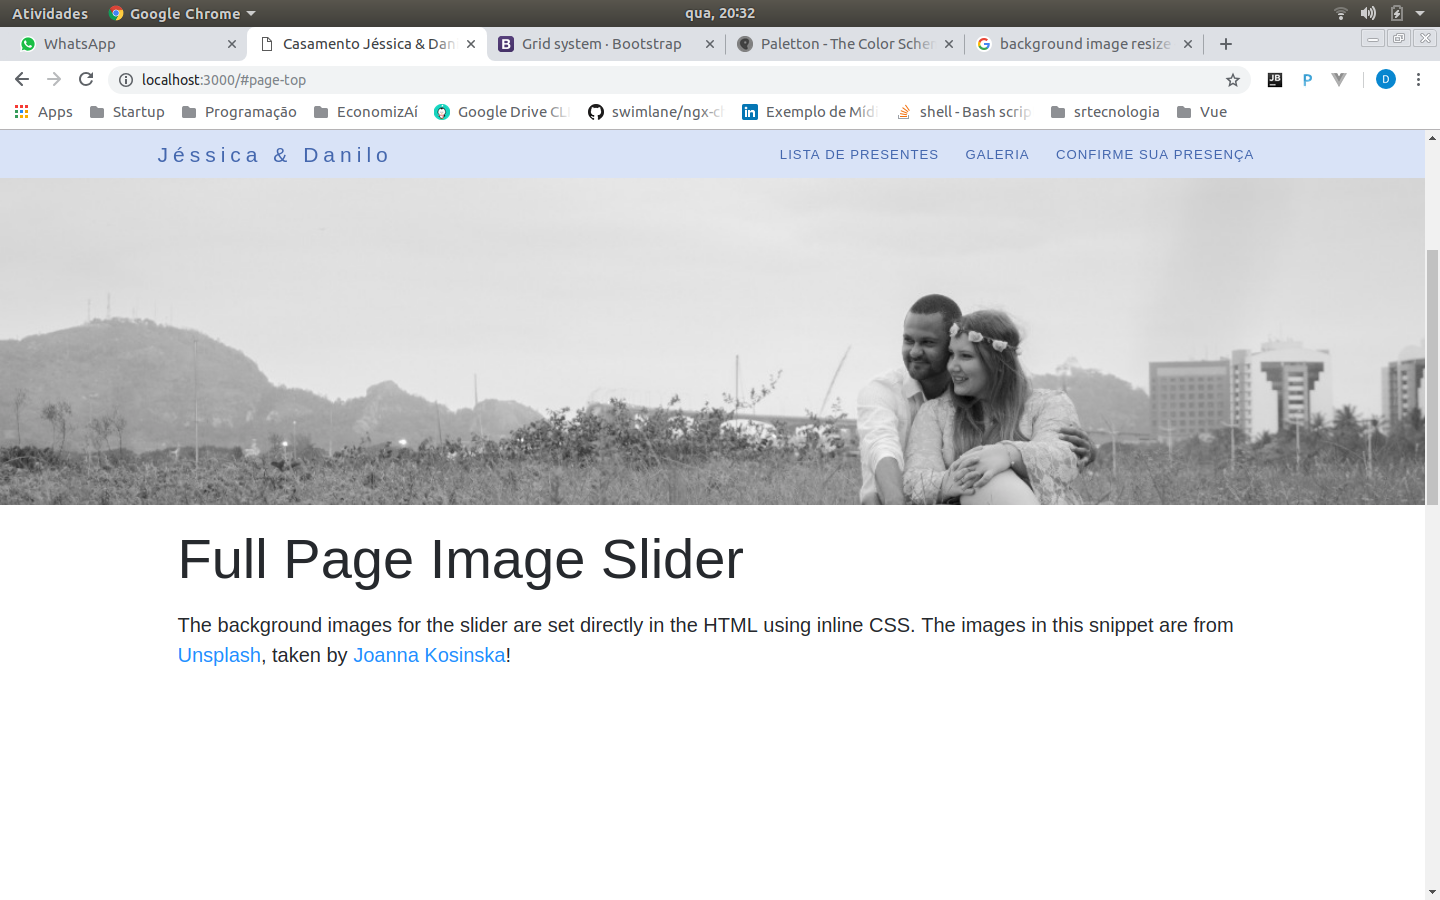 Atividades Google Chrome qua, 20:32
WhatsApp Casamento Jéssica & Dan Grid system · Bootstrap Paletton - The Color Scher background image resize
localhost:3000/#page-top D
Apps Startup Programação EconomizAí Google Drive CLI swimlane/ngx-ch Exemplo de Mídi shell - Bash scrip srtecnologia Vue
Jéssica & Danilo LISTA DE PRESENTES GALERIA CONFIRME SUA PRESENÇA
Full Page Image Slider
The background images for the slider are set directly in the HTML using inline CSS. The images in this snippet are from
Unsplash, taken by Joanna Kosinska!